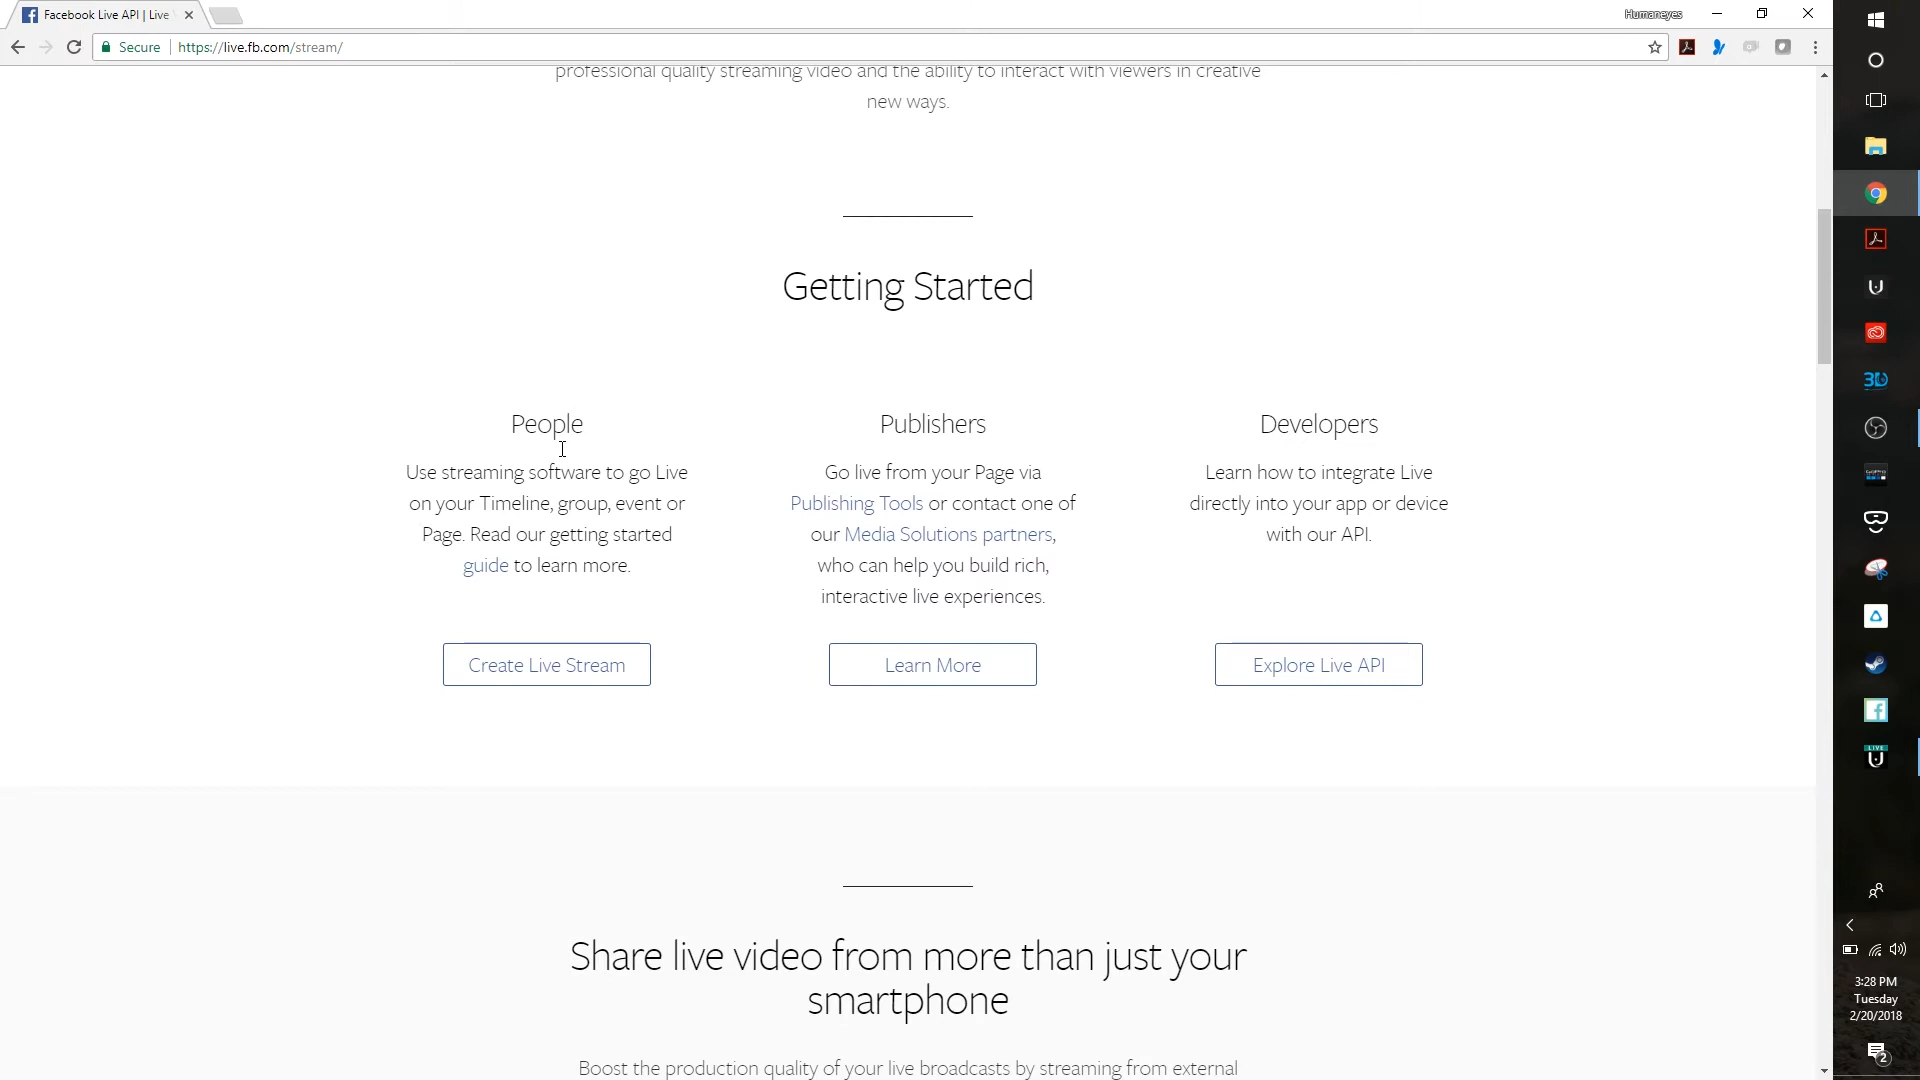 Facebook Live API | Live
Humaneyes
Secure
https://live.fb.com/stream/
professional quality streaming video and the ability to interact with viewers in creative
new ways.
Getting Started
People
Use streaming software to go Live
on your Timeline, group, event or
Page. Read our getting started
guide to learn more.
Create Live Stream
Publishers
Go live from your Page via
Publishing Tools or contact one of
our Media Solutions partners,
who can help you build rich,
interactive live experiences.
Learn More
Developers
Learn how to integrate Live
directly into your app or device
with our API.
Explore Live API
Share live video from more than just your
smartphone
Boost the production quality of your live broadcasts by streaming from external
3D
LIVE
3:28 PM
Tuesday
2/20/2018
2